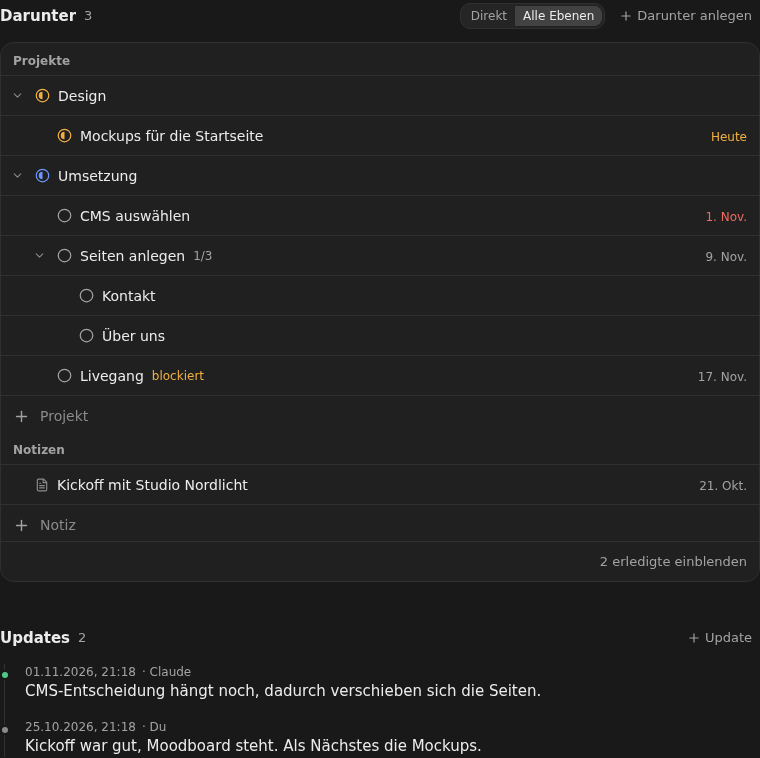 Darunter 3 Direkt Alle Ebenen + Darunter anlegen
Projekte
Design
Mockups für die Startseite Heute
Umsetzung
CMS auswählen 1. Nov.
Seiten anlegen 1/3 9. Nov.
Kontakt
Über uns
Livegang blockiert 17. Nov.
+ Projekt
Notizen
Kickoff mit Studio Nordlicht 21. Okt.
+ Notiz
2 erledigte einblenden
Updates 2 + Update
01.11.2026, 21:18 · Claude
CMS-Entscheidung hängt noch, dadurch verschieben sich die Seiten.
25.10.2026, 21:18 · Du
Kickoff war gut, Moodboard steht. Als Nächstes die Mockups.